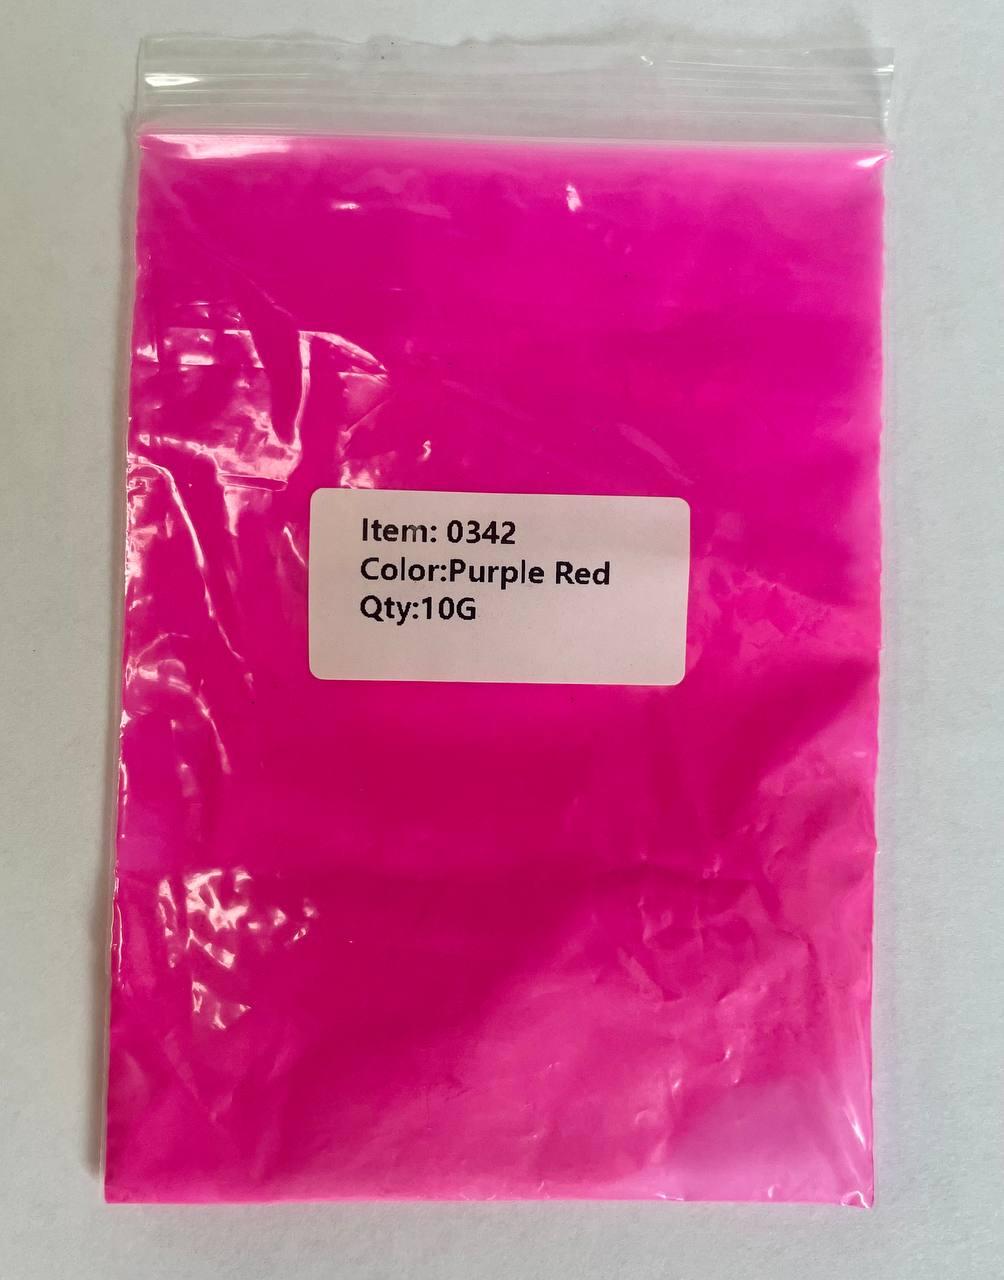 Item: 0342
Color:Purple Red
Qty:10G